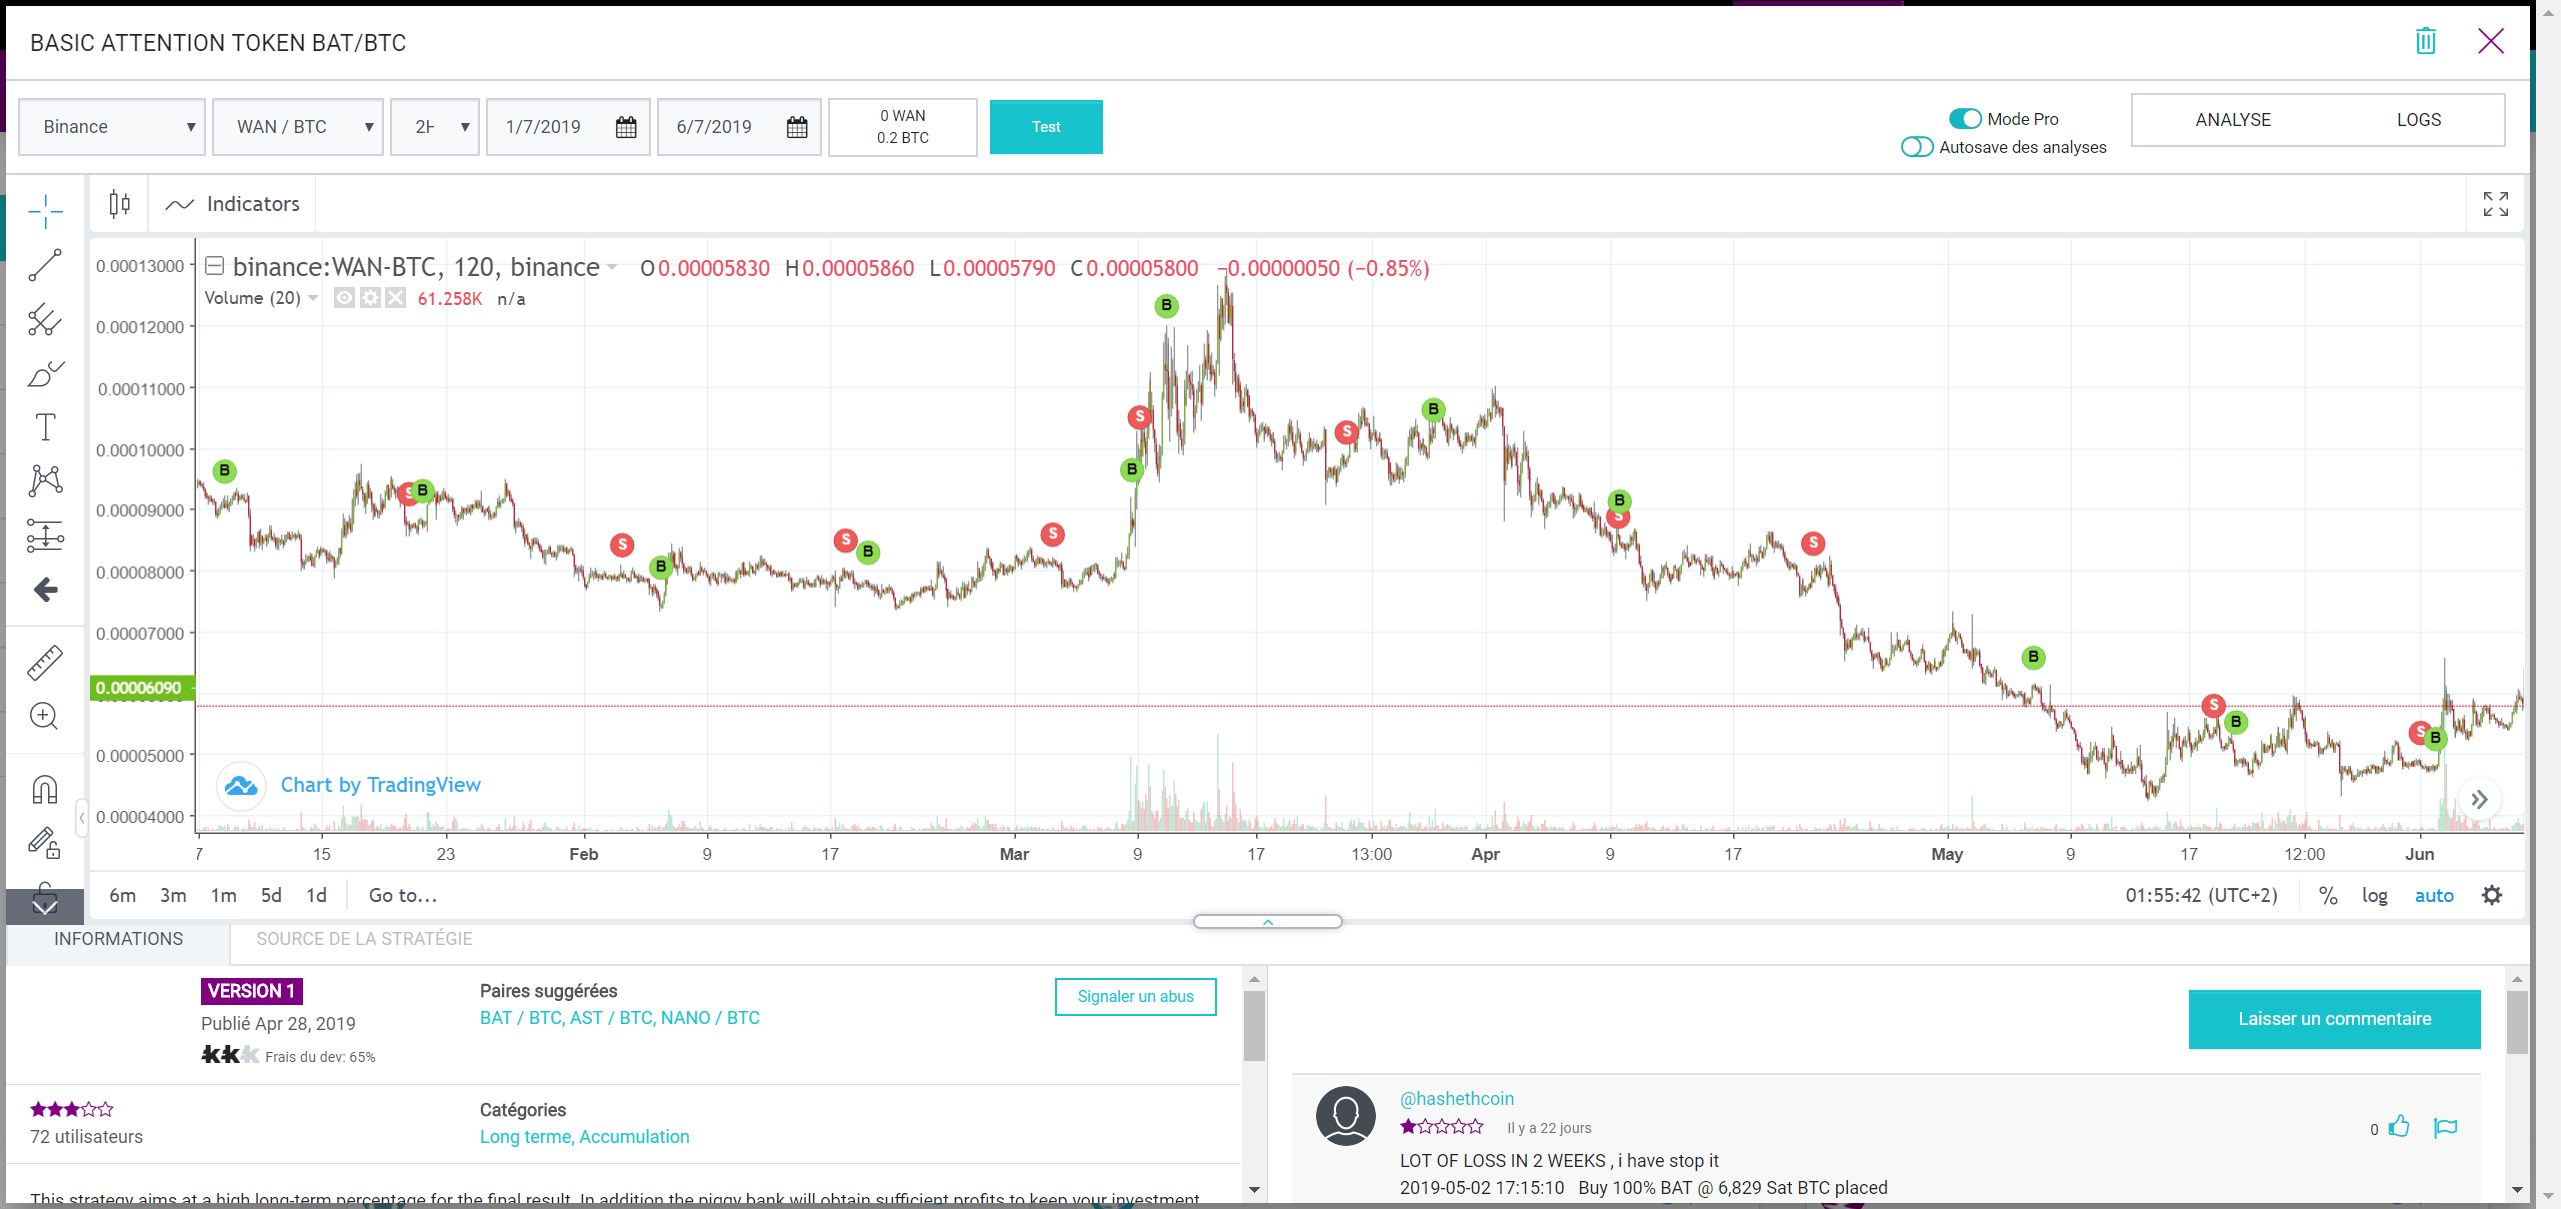 BASIC ATTENTION TOKEN BAT/BTC
Binance
WAN / BTC
2H
1/7/2019
6/7/2019
0 WAN
0.2 BTC
Test
Mode Pro
Autosave des analyses
ANALYSE
LOGS
Indicators
binance:WAN-BTC, 120, binance O0.00005830 H0.00005860 L0.00005790 C0.00005800 −0.00000050 (−0.85%)
Volume (20) 61.258K n/a
0.00013000
0.00012000
0.00011000
0.00010000
0.00009000
0.00008000
0.00007000
0.00006090
0.00005000
0.00004000
B
S
B
S
B
S
B
S
B
S
B
S
B
S
B
S
B
S
B
S
B
Chart by TradingView
7 15 23 Feb 9 17 Mar 9 17 13:00 Apr 9 17 May 9 17 12:00 Jun
6m 3m 1m 5d 1d Go to... 01:55:42 (UTC+2) % log auto
INFORMATIONS
SOURCE DE LA STRATÉGIE
VERSION 1
Publié Apr 28, 2019
Frais du dev: 65%
Paires suggérées
BAT / BTC, AST / BTC, NANO / BTC
Signaler un abus
72 utilisateurs
Catégories
Long terme, Accumulation
This strategy aims at a high long-term percentage for the final result. In addition the piggy bank will obtain sufficient profits to keep your investment
Laisser un commentaire
@hashethcoin
Il y a 22 jours
0
LOT OF LOSS IN 2 WEEKS , i have stop it
2019-05-02 17:15:10 Buy 100% BAT @ 6,829 Sat BTC placed